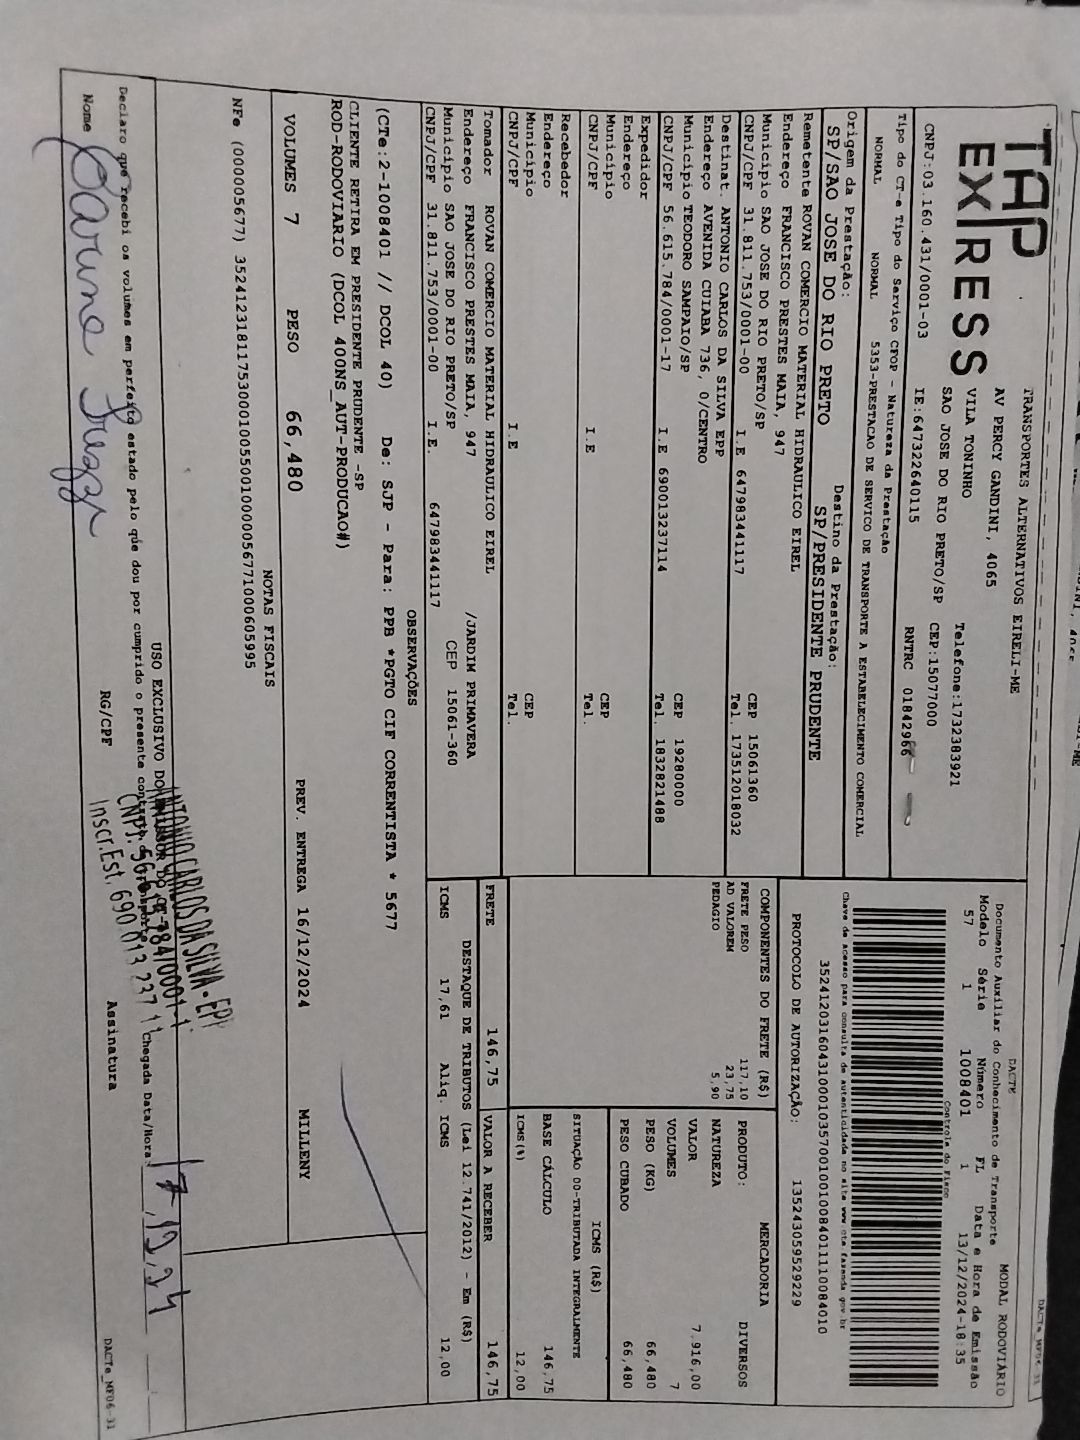 TAP
EXPRESS
TRANSPORTES ALTERNATIVOS EIRELI-ME
AV PERCY GANDINI, 4065
VILA TONINHO
SAO JOSE DO RIO PRETO/SP
Telefone:1732383921
CEP:15077000
CNPJ:03.160.431/0001-03
IE:647322640115
RNTRC 01842966
DACTE
Documento Auxiliar do Conhecimento de Transporte
MODAL RODOVIÁRIO
Modelo Série Número FL Data e Hora de Emissão
57 1 1008401 1 13/12/2024-18:35
Controle do Fisco
Chave de acesso para consulta de autenticidade no site www.cte.fazenda.gov.br
35241203160431000103570010010084011110084010
PROTOCOLO DE AUTORIZAÇÃO: 135243059529229
Tipo do CT-e Tipo do Serviço CFOP - Natureza da Prestação
NORMAL NORMAL 5353-PRESTACAO DE SERVICO DE TRANSPORTE A ESTABELECIMENTO COMERCIAL
Origem da Prestação: Destino da Prestação:
SP/SAO JOSE DO RIO PRETO SP/PRESIDENTE PRUDENTE
Remetente ROVAN COMERCIO MATERIAL HIDRAULICO EIREL
Endereço FRANCISCO PRESTES MAIA, 947
Município SAO JOSE DO RIO PRETO/SP CEP 15061360
CNPJ/CPF 31.811.753/0001-00 I.E 647983441117 Tel. 173512018032
Destinat. ANTONIO CARLOS DA SILVA EPP
Endereço AVENIDA CUIABA 736, 0/CENTRO
Município TEODORO SAMPAIO/SP CEP 19280000
CNPJ/CPF 56.615.784/0001-17 I.E 690013237114 Tel. 1832821488
Expedidor
Endereço
Município CEP
CNPJ/CPF I.E Tel.
Recebedor
Endereço
Município CEP
CNPJ/CPF I.E Tel.
Tomador ROVAN COMERCIO MATERIAL HIDRAULICO EIREL
Endereço FRANCISCO PRESTES MAIA, 947 /JARDIM PRIMAVERA
Município SAO JOSE DO RIO PRETO/SP CEP 15061-360
CNPJ/CPF 31.811.753/0001-00 I.E. 647983441117
COMPONENTES DO FRETE (R$)
FRETE PESO 117,10
AD VALOREM 23,75
PEDAGIO 5,90
MERCADORIA
PRODUTO: DIVERSOS
NATUREZA
VALOR 7.916,00
VOLUMES 7
PESO (KG) 66,480
PESO CUBADO 66,480
ICMS (R$)
SITUAÇÃO 00-TRIBUTADA INTEGRALMENTE
BASE CÁLCULO 146,75
ICMS(%) 12,00
FRETE 146,75 VALOR A RECEBER 146,75
DESTAQUE DE TRIBUTOS (Lei 12.741/2012) - Em (R$)
ICMS 17,61 Aliq. ICMS 12,00
OBSERVAÇÕES
(CTe:2-1008401 // DCOL 40) De: SJP - Para: PPB *PGTO CIF CORRENTISTA * 5677
CLIENTE RETIRA EM PRESIDENTE PRUDENTE -SP
ROD-RODOVIARIO (DCOL 400NS_AUT-PRODUCAO#)
VOLUMES 7 PESO 66,480 PREV. ENTREGA 16/12/2024 MILLENY
NOTAS FISCAIS
NFe (000005677) 35241231811753000100550010000056771000605995
USO EXCLUSIVO DO
ANTONIO CARLOS DA SILVA - EPP
CNPJ: 56.615.784/0001-1
Inscr.Est. 690 013 237 11
Declaro que recebi os volumes em perfeito estado pelo que dou por cumprido o presente
Chegada Data/Hora 17, 12, 24
Nome
RG/CPF
Assinatura
DACTe_MF06-31